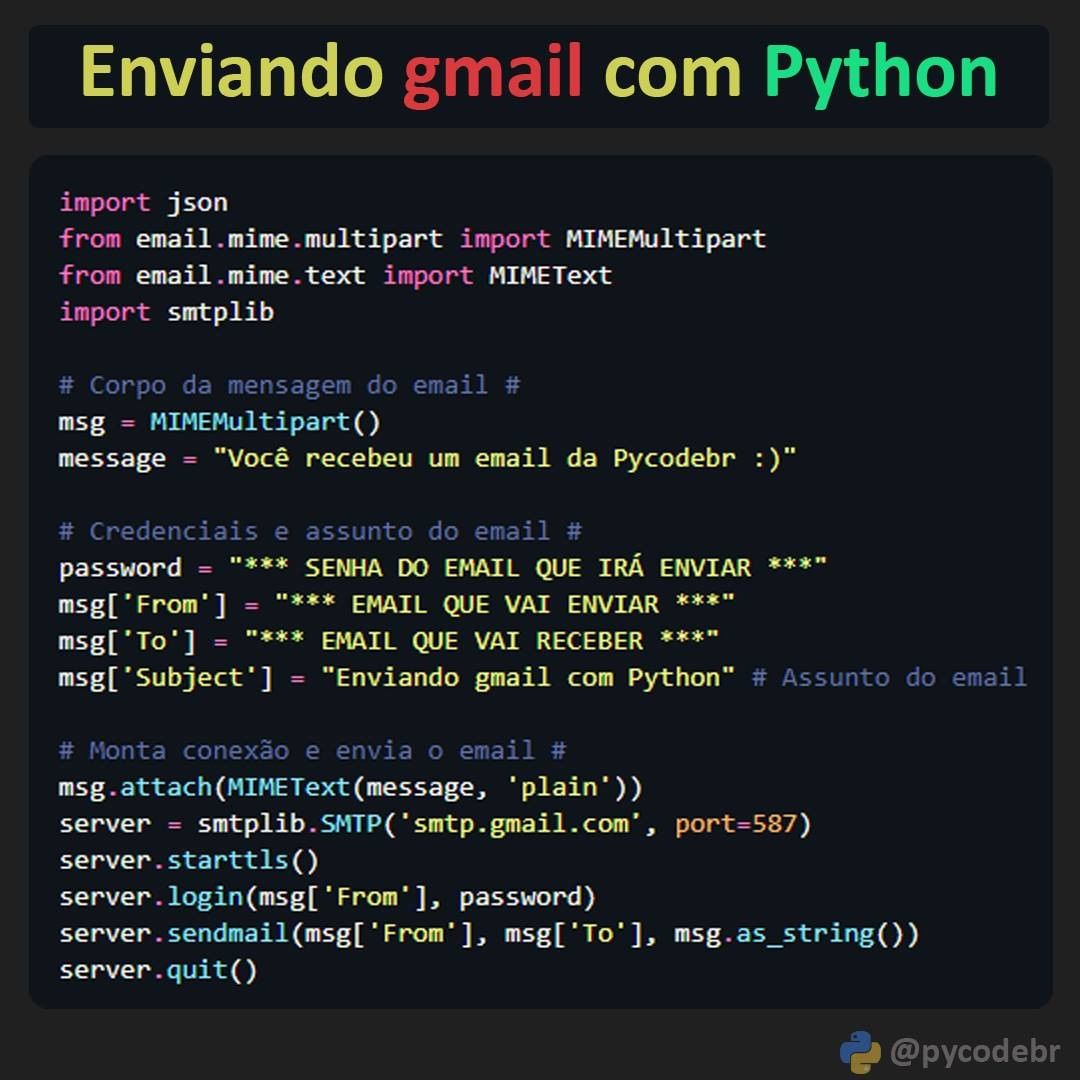 Enviando gmail com Python
import json
from email.mime.multipart import MIMEMultipart
from email.mime.text import MIMEText
import smtplib
# Corpo da mensagem do email #
msg = MIMEMultipart()
message = "Você recebeu um email da Pycodebr :)"
# Credenciais e assunto do email #
password = "*** SENHA DO EMAIL QUE IRÁ ENVIAR ***"
msg['From'] = "*** EMAIL QUE VAI ENVIAR ***"
msg['To'] = "*** EMAIL QUE VAI RECEBER ***"
msg['Subject'] = "Enviando gmail com Python" # Assunto do email
# Monta conexão e envia o email #
msg.attach(MIMEText(message, 'plain'))
server = smtplib.SMTP('smtp.gmail.com', port=587)
server.starttls()
server.login(msg['From'], password)
server.sendmail(msg['From'], msg['To'], msg.as_string())
server.quit()
@pycodebr